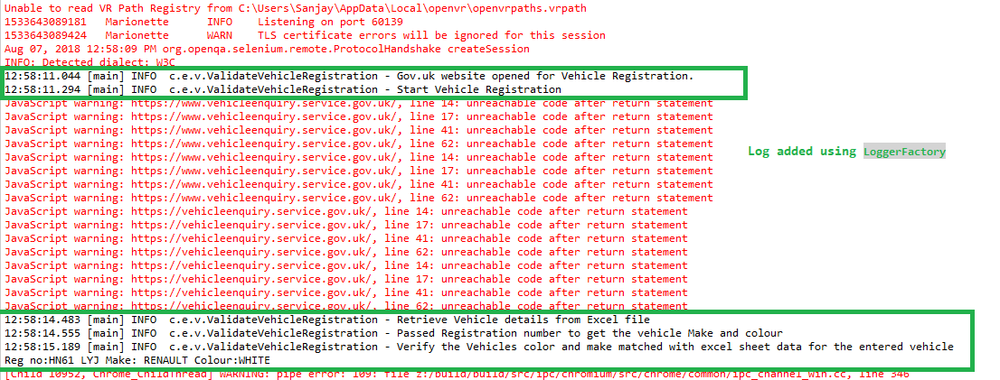 Unable to read VR Path Registry from C:\Users\Sanjay\AppData\Local\openvr\openvrpaths.vrpath
1533643089181   Marionette      INFO    Listening on port 60139
1533643089424   Marionette      WARN    TLS certificate errors will be ignored for this session
Aug 07, 2018 12:58:09 PM org.openqa.selenium.remote.ProtocolHandshake createSession
INFO: Detected dialect: W3C
12:58:11.044 [main] INFO  c.e.v.ValidateVehicleRegistration - Gov.uk website opened for Vehicle Registration.
12:58:11.294 [main] INFO  c.e.v.ValidateVehicleRegistration - Start Vehicle Registration
JavaScript warning: https://www.vehicleenquiry.service.gov.uk/, line 14: unreachable code after return statement
JavaScript warning: https://www.vehicleenquiry.service.gov.uk/, line 17: unreachable code after return statement
JavaScript warning: https://www.vehicleenquiry.service.gov.uk/, line 41: unreachable code after return statement
JavaScript warning: https://www.vehicleenquiry.service.gov.uk/, line 62: unreachable code after return statement
JavaScript warning: https://www.vehicleenquiry.service.gov.uk/, line 14: unreachable code after return statement
JavaScript warning: https://www.vehicleenquiry.service.gov.uk/, line 17: unreachable code after return statement
JavaScript warning: https://www.vehicleenquiry.service.gov.uk/, line 41: unreachable code after return statement
JavaScript warning: https://www.vehicleenquiry.service.gov.uk/, line 62: unreachable code after return statement
Log added using LoggerFactory
JavaScript warning: https://vehicleenquiry.service.gov.uk/, line 14: unreachable code after return statement
JavaScript warning: https://vehicleenquiry.service.gov.uk/, line 17: unreachable code after return statement
JavaScript warning: https://vehicleenquiry.service.gov.uk/, line 41: unreachable code after return statement
JavaScript warning: https://vehicleenquiry.service.gov.uk/, line 62: unreachable code after return statement
JavaScript warning: https://vehicleenquiry.service.gov.uk/, line 14: unreachable code after return statement
JavaScript warning: https://vehicleenquiry.service.gov.uk/, line 17: unreachable code after return statement
JavaScript warning: https://vehicleenquiry.service.gov.uk/, line 41: unreachable code after return statement
JavaScript warning: https://vehicleenquiry.service.gov.uk/, line 62: unreachable code after return statement
12:58:14.483 [main] INFO  c.e.v.ValidateVehicleRegistration - Retrieve Vehicle details from Excel file
12:58:14.555 [main] INFO  c.e.v.ValidateVehicleRegistration - Passed Registration number to get the vehicle Make and colour
12:58:15.189 [main] INFO  c.e.v.ValidateVehicleRegistration - Verify the Vehicles color and make matched with excel sheet data for the entered vehicle
Reg no:HN61 LYJ Make: RENAULT Colour:WHITE
[Child 10952, Chrome_ChildThread] WARNING: pipe error: 109: file z:/build/build/src/ipc/chromium/src/chrome/common/ipc_channel_win.cc, line 346